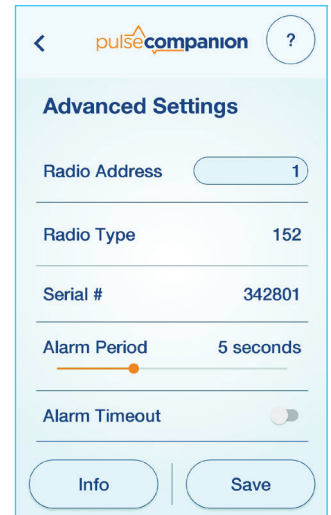 pulsecompanion
?
Advanced Settings
Radio Address 1
Radio Type 152
Serial # 342801
Alarm Period 5 seconds
Alarm Timeout
Info Save